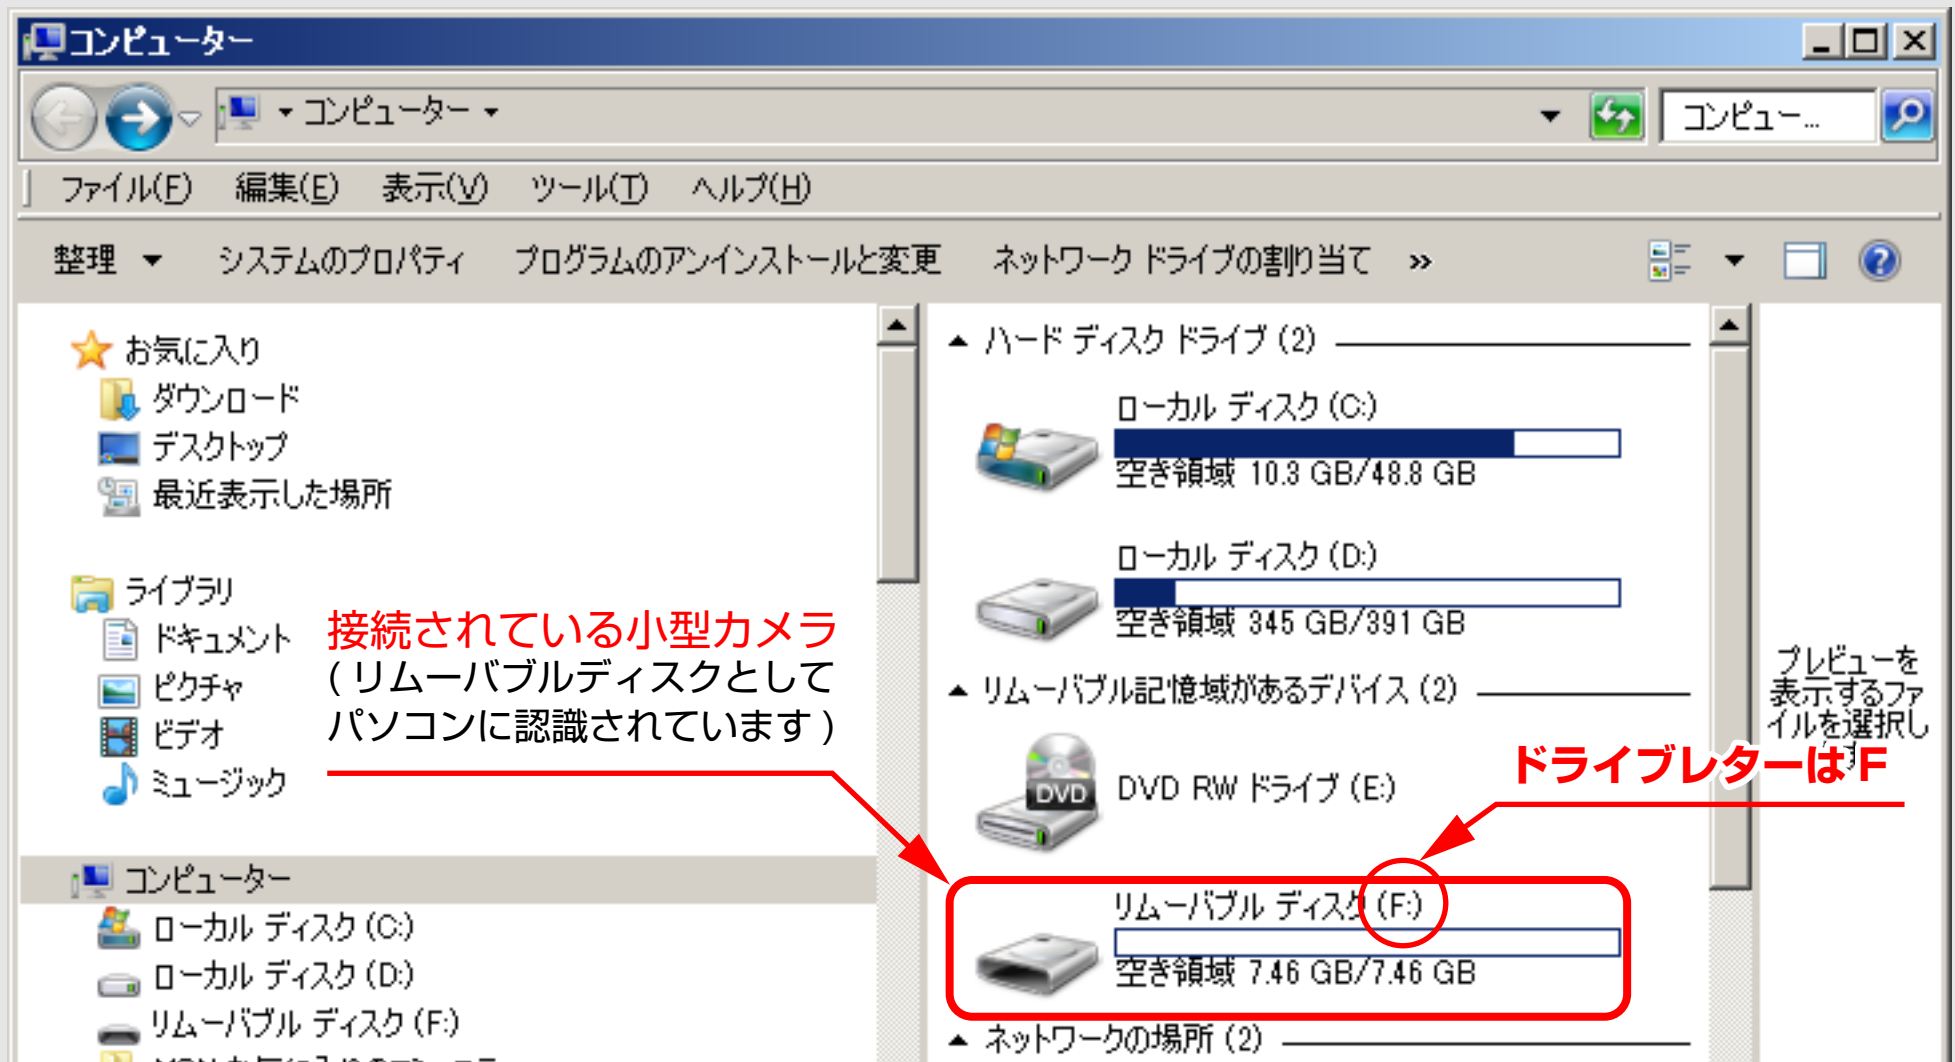 コンピューター
コンピューター
コンピュー...
ファイル(F) 編集(E) 表示(V) ツール(T) ヘルプ(H)
整理 システムのプロパティ プログラムのアンインストールと変更 ネットワーク ドライブの割り当て »
お気に入り
ダウンロード
デスクトップ
最近表示した場所
ライブラリ
ドキュメント
ピクチャ
ビデオ
ミュージック
接続されている小型カメラ
(リムーバブルディスクとして
パソコンに認識されています)
コンピューター
ローカル ディスク (C:)
ローカル ディスク (D:)
リムーバブル ディスク (F:)
ハード ディスク ドライブ (2)
ローカル ディスク (C:)
空き領域 10.3 GB/48.8 GB
ローカル ディスク (D:)
空き領域 345 GB/391 GB
リムーバブル記憶域があるデバイス (2)
DVD
DVD RW ドライブ (E:)
ドライブレターは F
リムーバブル ディスク (F:)
空き領域 7.46 GB/7.46 GB
ネットワークの場所 (2)
プレビューを
表示するファ
イルを選択し